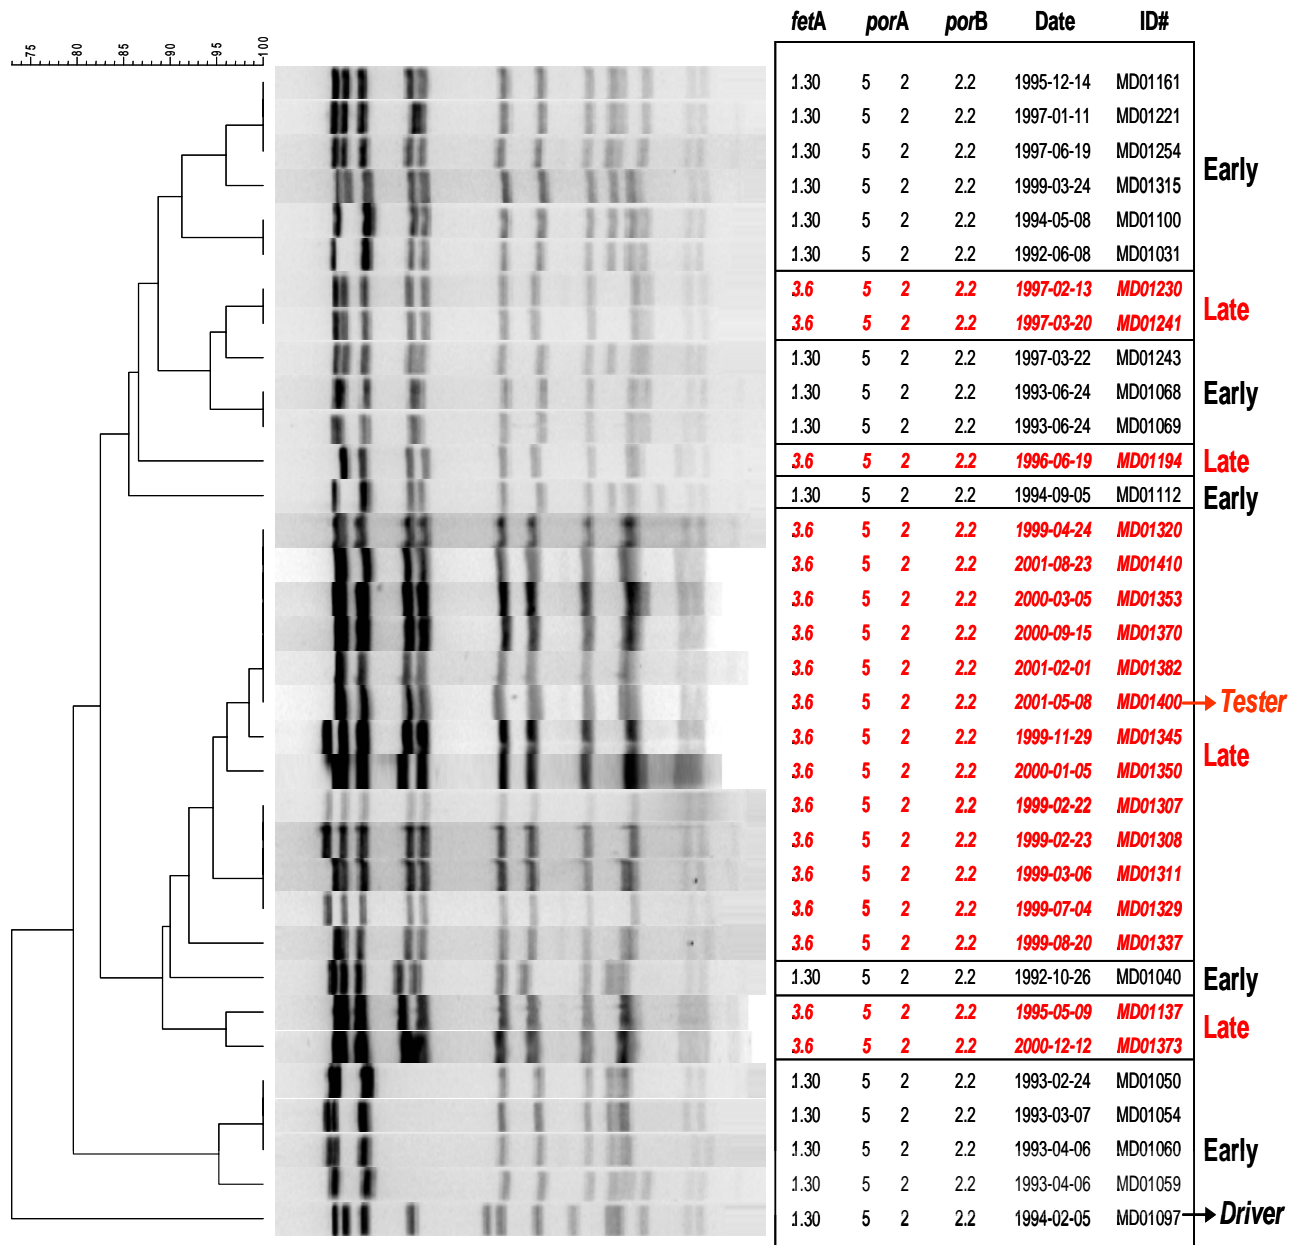 fetA porA porB Date ID#
75 80 85 90 95 100
1.30 5 2 2.2 1995-12-14 MD01161
1.30 5 2 2.2 1997-01-11 MD01221
1.30 5 2 2.2 1997-06-19 MD01254
Early
1.30 5 2 2.2 1999-03-24 MD01315
1.30 5 2 2.2 1994-05-08 MD01100
1.30 5 2 2.2 1992-06-08 MD01031
3.6 5 2 2.2 1997-02-13 MD01230
Late
3.6 5 2 2.2 1997-03-20 MD01241
1.30 5 2 2.2 1997-03-22 MD01243
1.30 5 2 2.2 1993-06-24 MD01068 Early
1.30 5 2 2.2 1993-06-24 MD01069
3.6 5 2 2.2 1996-06-19 MD01194 Late
1.30 5 2 2.2 1994-09-05 MD01112 Early
3.6 5 2 2.2 1999-04-24 MD01320
3.6 5 2 2.2 2001-08-23 MD01410
3.6 5 2 2.2 2000-03-05 MD01353
3.6 5 2 2.2 2000-09-15 MD01370
3.6 5 2 2.2 2001-02-01 MD01382
3.6 5 2 2.2 2001-05-08 MD01400 Tester
3.6 5 2 2.2 1999-11-29 MD01345
Late
3.6 5 2 2.2 2000-01-05 MD01350
3.6 5 2 2.2 1999-02-22 MD01307
3.6 5 2 2.2 1999-02-23 MD01308
3.6 5 2 2.2 1999-03-06 MD01311
3.6 5 2 2.2 1999-07-04 MD01329
3.6 5 2 2.2 1999-08-20 MD01337
1.30 5 2 2.2 1992-10-26 MD01040 Early
3.6 5 2 2.2 1995-05-09 MD01137
Late
3.6 5 2 2.2 2000-12-12 MD01373
1.30 5 2 2.2 1993-02-24 MD01050
1.30 5 2 2.2 1993-03-07 MD01054
1.30 5 2 2.2 1993-04-06 MD01060 Early
1.30 5 2 2.2 1993-04-06 MD01059
1.30 5 2 2.2 1994-02-05 MD01097 Driver